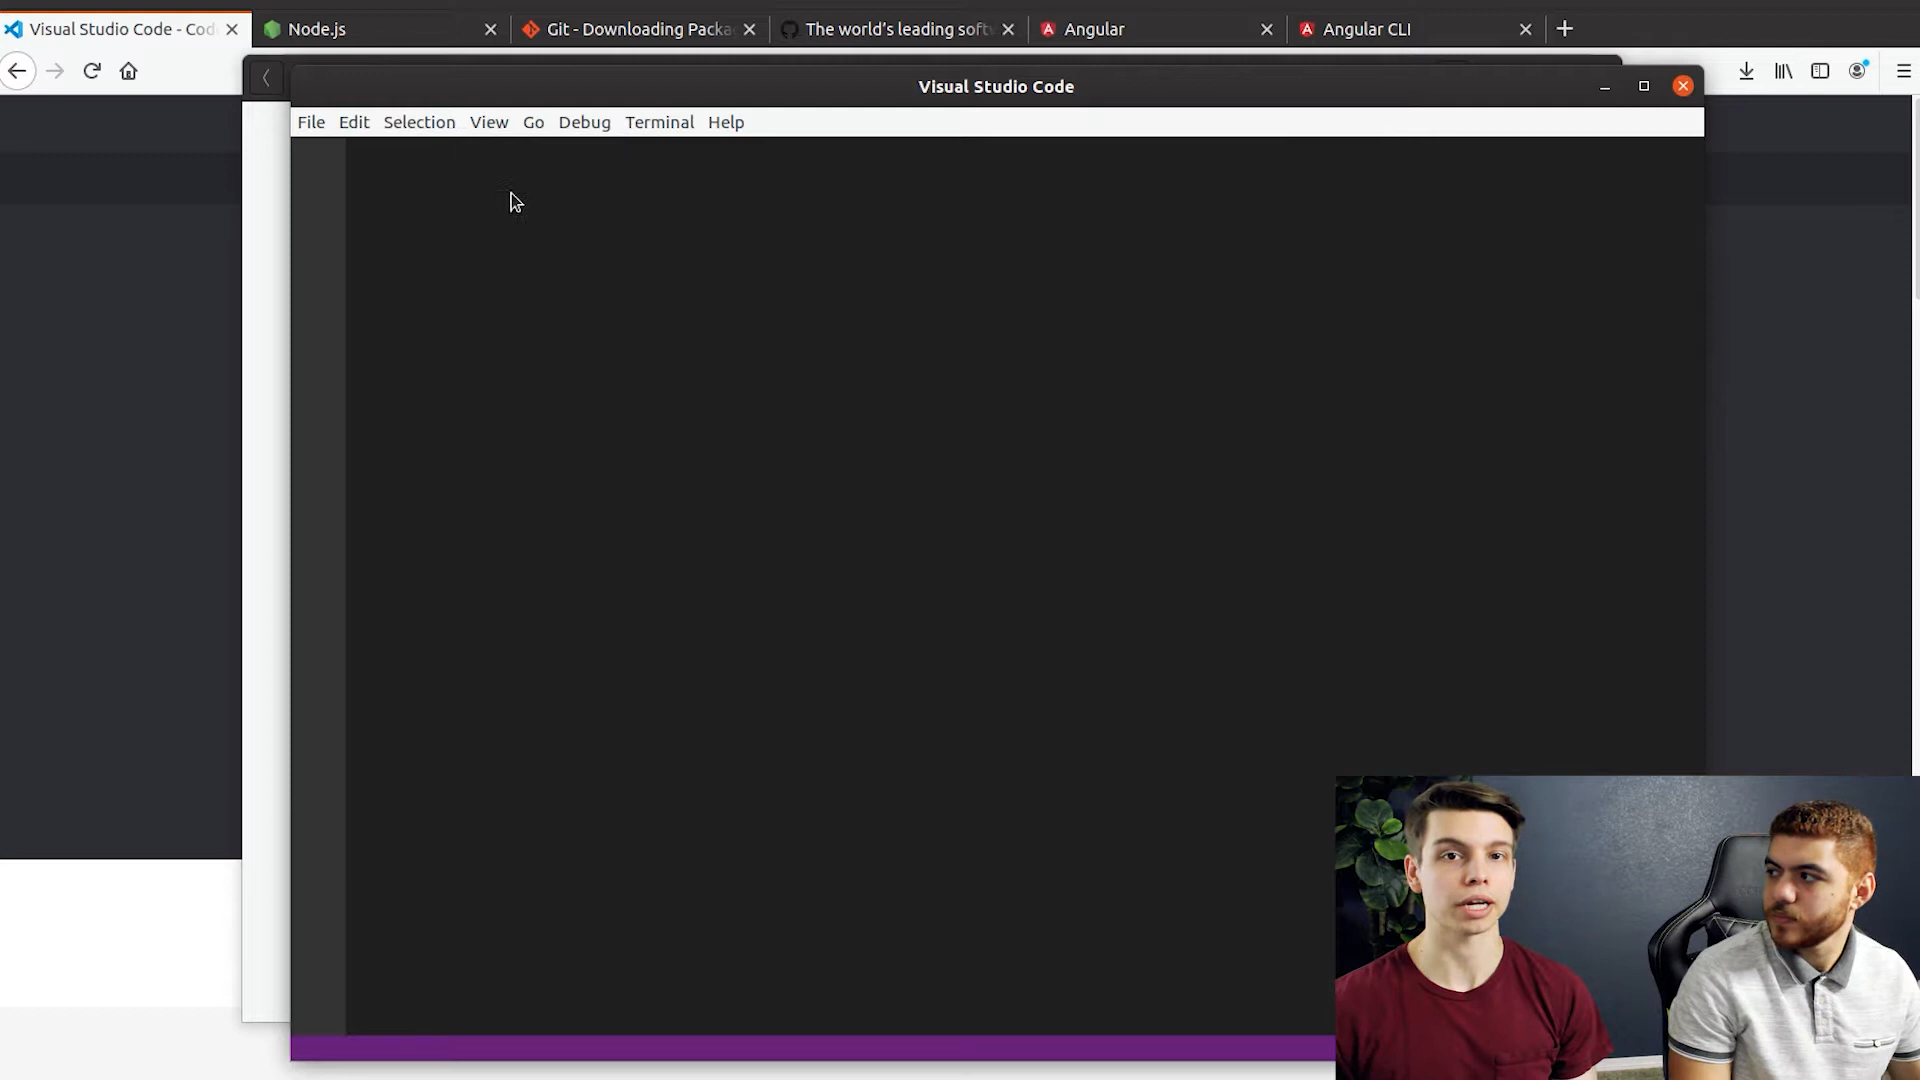 Visual Studio Code - Cod
Node.js
Git - Downloading Packa
The world's leading soft
Angular
Angular CLI
Visual Studio Code
File Edit Selection View Go Debug Terminal Help